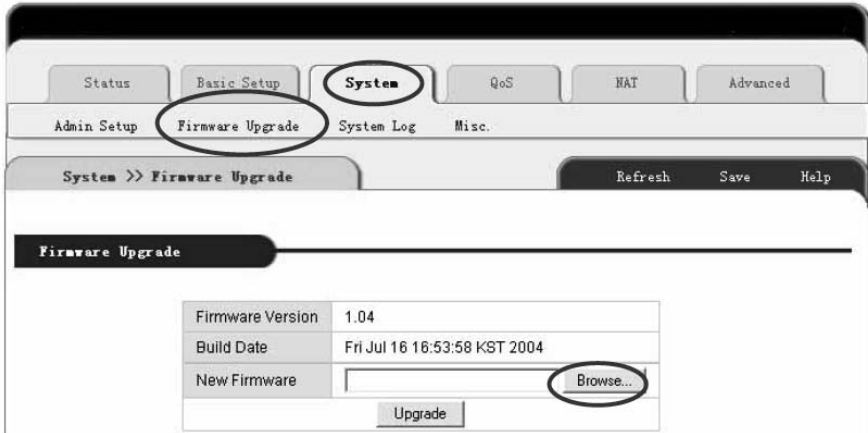 Status Basic Setup System QoS NAT Advanced
Admin Setup Firmware Upgrade System Log Misc.
System >> Firmware Upgrade Refresh Save Help
Firmware Upgrade
Firmware Version 1.04
Build Date Fri Jul 16 16:53:58 KST 2004
New Firmware Browse...
Upgrade